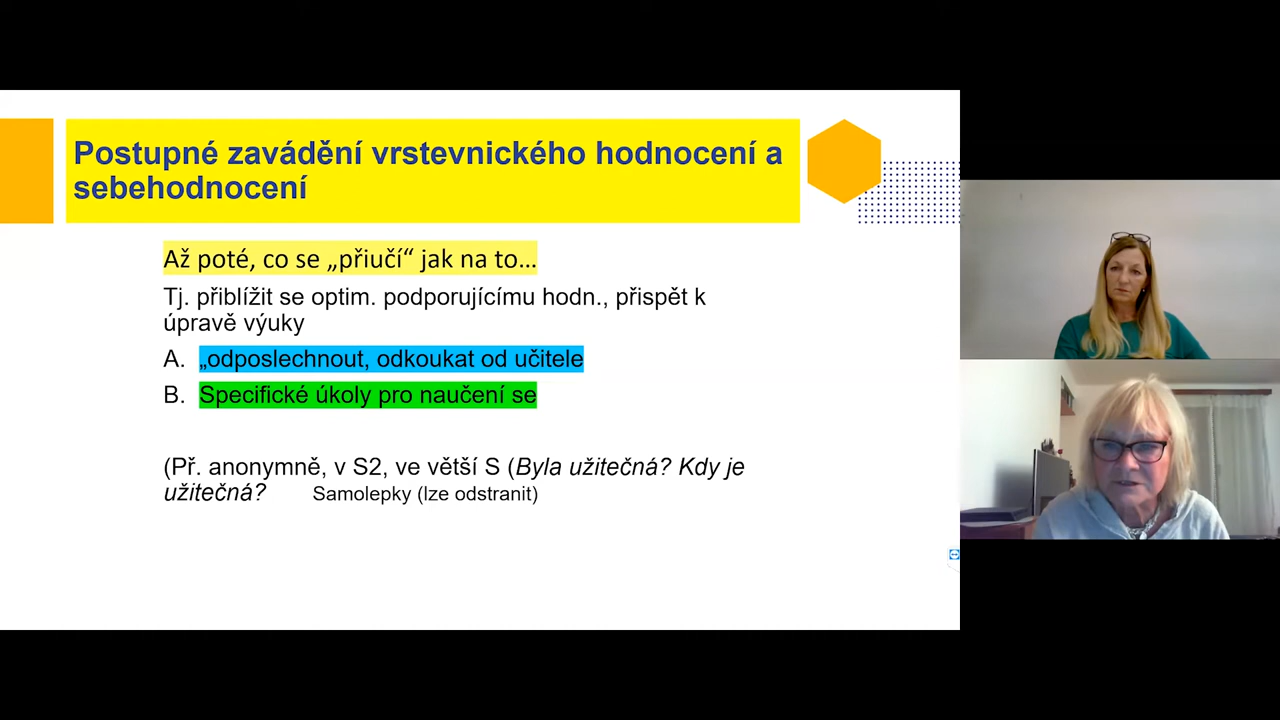 Postupné zavádění vrstevnického hodnocení a
sebehodnocení
Až poté, co se „přiučí“ jak na to…
Tj. přiblížit se optim. podporujícímu hodn., přispět k
úpravě výuky
A. „odposlechnout, odkoukat od učitele
B. Specifické úkoly pro naučení se
(Př. anonymně, v S2, ve větší S (Byla užitečná? Kdy je
užitečná? Samolepky (lze odstranit)